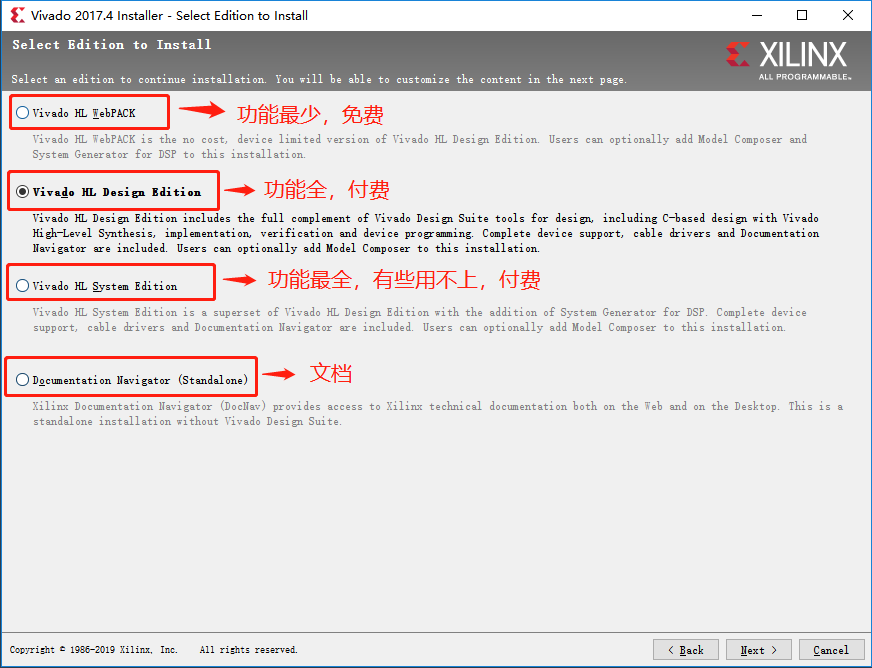 Vivado 2017.4 Installer - Select Edition to Install
Select Edition to Install
XILINX
ALL PROGRAMMABLE™
Select an edition to continue installation. You will be able to customize the content in the next page.
Vivado HL WebPACK
功能最少，免费
Vivado HL WebPACK is the no cost, device limited version of Vivado HL Design Edition. Users can optionally add Model Composer and
System Generator for DSP to this installation.
Vivado HL Design Edition
功能全，付费
Vivado HL Design Edition includes the full complement of Vivado Design Suite tools for design, including C-based design with Vivado
High-Level Synthesis, implementation, verification and device programming. Complete device support, cable drivers and Documentation
Navigator are included. Users can optionally add Model Composer to this installation.
Vivado HL System Edition
功能最全，有些用不上，付费
Vivado HL System Edition is a superset of Vivado HL Design Edition with the addition of System Generator for DSP. Complete device
support, cable drivers and Documentation Navigator are included. Users can optionally add Model Composer to this installation.
Documentation Navigator (Standalone)
文档
Xilinx Documentation Navigator (DocNav) provides access to Xilinx technical documentation both on the Web and on the Desktop. This is a
standalone installation without Vivado Design Suite.
Copyright © 1986-2019 Xilinx, Inc. All rights reserved.
< Back
Next >
Cancel